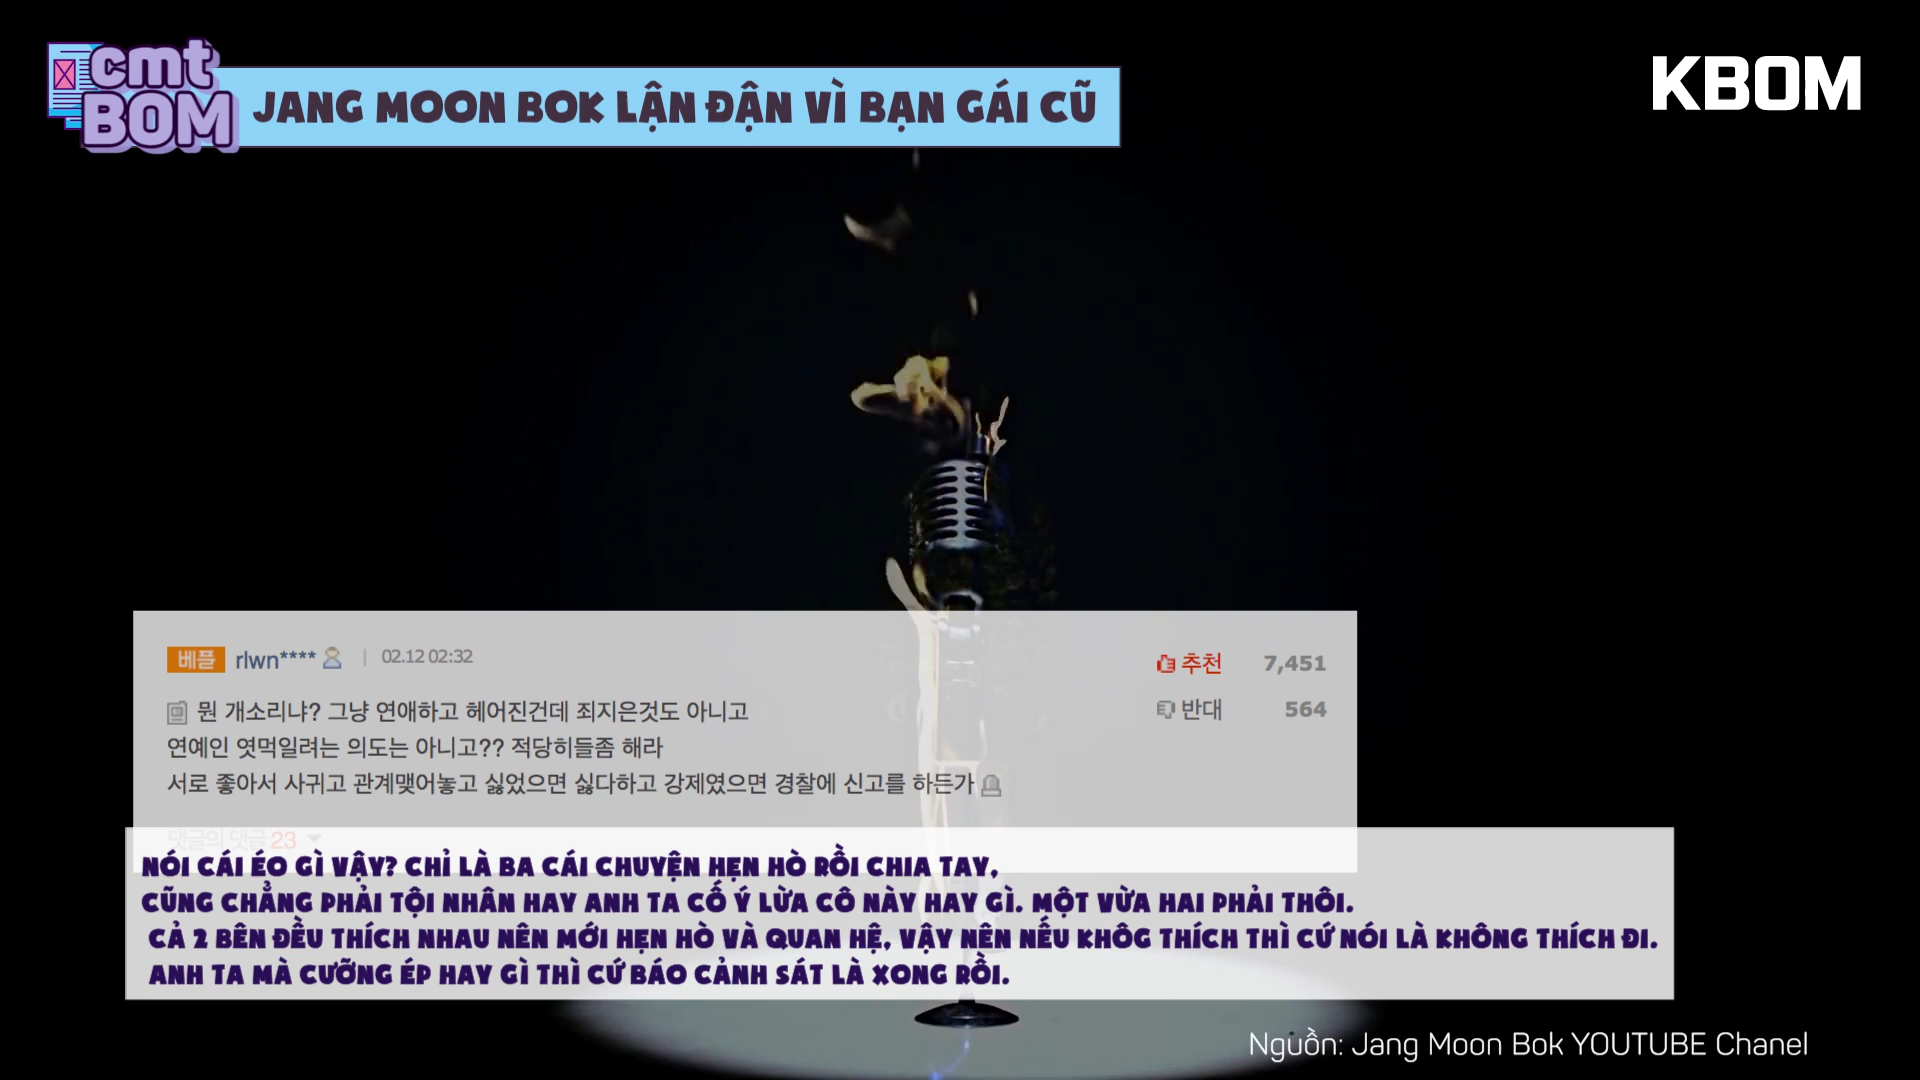 cmt
BOM
JANG MOON BOK LẬN ĐẬN VÌ BẠN GÁI CŨ
KBOM
베플 rlwn**** | 02.12 02:32
추천 7,451
반대 564
뭔 개소리냐? 그냥 연애하고 헤어진건데 죄지은것도 아니고
연예인 엿먹일려는 의도는 아니고?? 적당히들좀 해라
서로 좋아서 사귀고 관계맺어놓고 싫었으면 싫다하고 강제였으면 경찰에 신고를 하든가
댓글의 댓글 23
NÓI CÁI ÉO GÌ VẬY? CHỈ LÀ BA CÁI CHUYỆN HẸN HÒ RỒI CHIA TAY,
CŨNG CHẲNG PHẢI TỘI NHÂN HAY ANH TA CỐ Ý LỪA CÔ NÀY HAY GÌ. MỘT VỪA HAI PHẢI THÔI.
CẢ 2 BÊN ĐỀU THÍCH NHAU NÊN MỚI HẸN HÒ VÀ QUAN HỆ, VẬY NÊN NẾU KHÔG THÍCH THÌ CỨ NÓI LÀ KHÔNG THÍCH ĐI.
ANH TA MÀ CƯỠNG ÉP HAY GÌ THÌ CỨ BÁO CẢNH SÁT LÀ XONG RỒI.
Nguồn: Jang Moon Bok YOUTUBE Chanel